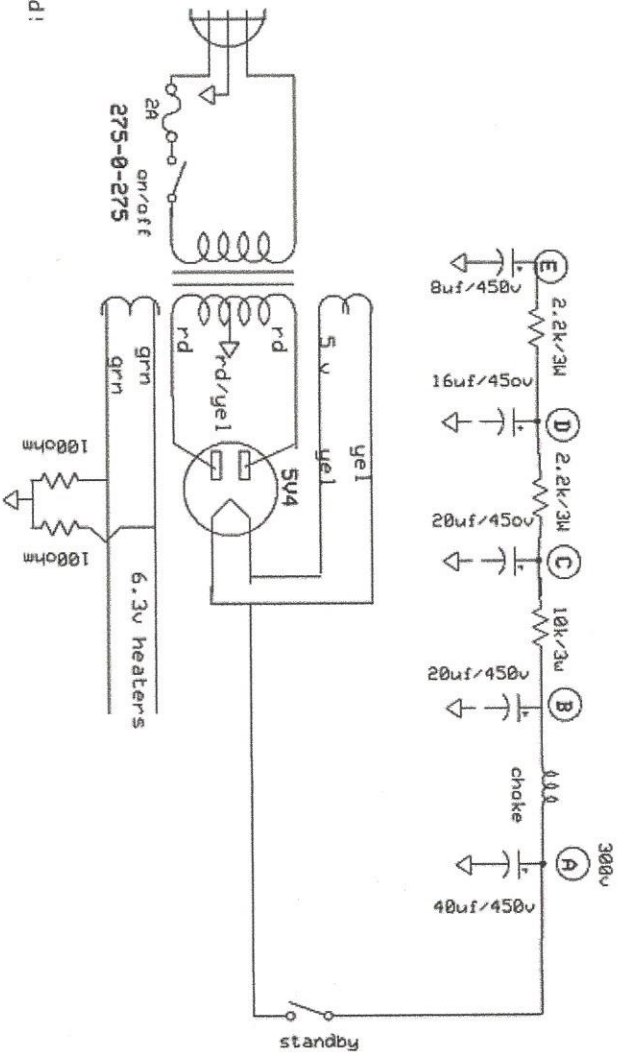 d!
2A
on/off
275-0-275
rd
rd/yel
rd
5 v
yel
yel
5V4
grn
grn
100ohm
100ohm
6.3v heaters
E
8uf/450v
2.2k/3W
D
16uf/45ov
2.2k/3W
C
20uf/45ov
10k/3w
B
20uf/450v
choke
A
300v
40uf/450v
standby